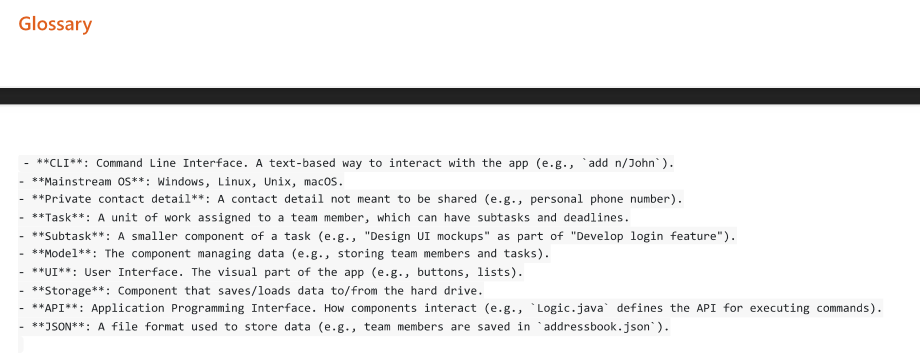 Glossary
- **CLI**: Command Line Interface. A text-based way to interact with the app (e.g., `add n/John`).
- **Mainstream OS**: Windows, Linux, Unix, macOS.
- **Private contact detail**: A contact detail not meant to be shared (e.g., personal phone number).
- **Task**: A unit of work assigned to a team member, which can have subtasks and deadlines.
- **Subtask**: A smaller component of a task (e.g., "Design UI mockups" as part of "Develop login feature").
- **Model**: The component managing data (e.g., storing team members and tasks).
- **UI**: User Interface. The visual part of the app (e.g., buttons, lists).
- **Storage**: Component that saves/loads data to/from the hard drive.
- **API**: Application Programming Interface. How components interact (e.g., `Logic.java` defines the API for executing commands).
- **JSON**: A file format used to store data (e.g., team members are saved in `addressbook.json`).